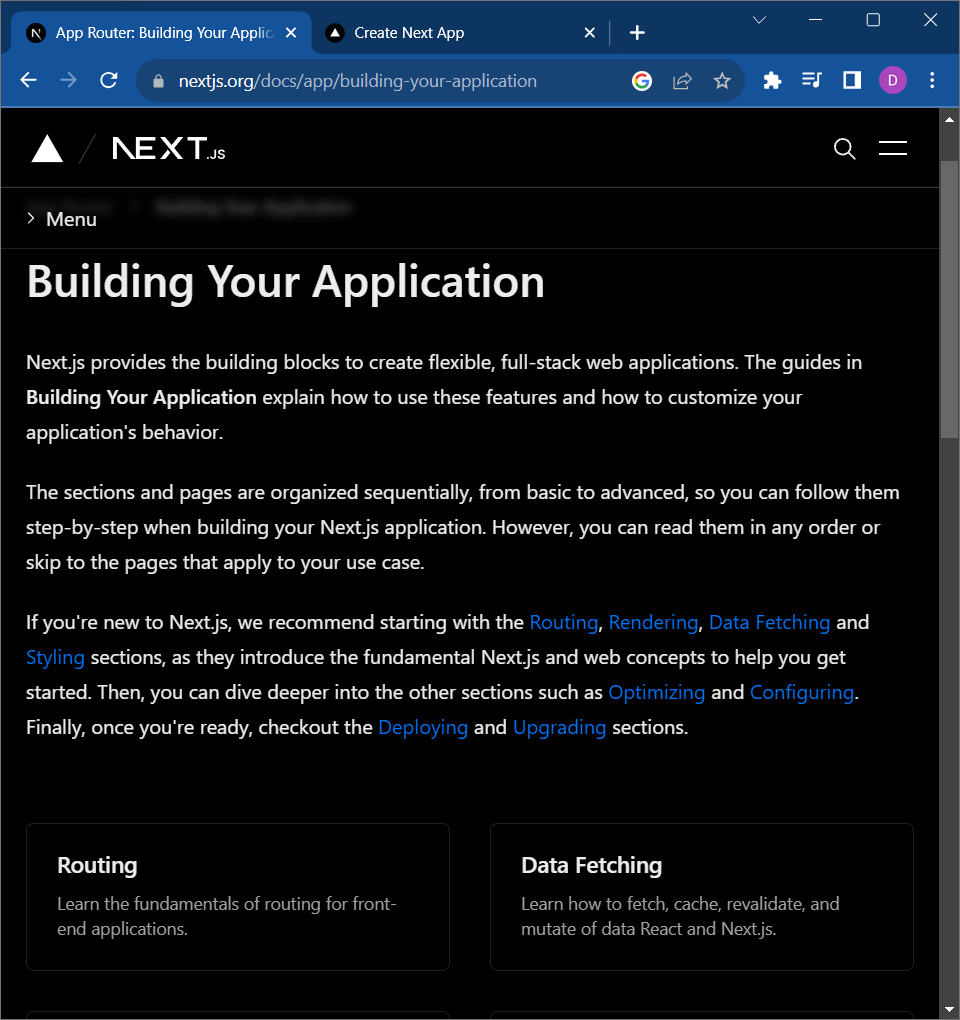 App Router: Building Your Applic
Create Next App
nextjs.org/docs/app/building-your-application
D
NEXT.JS
App Router
Building Your Application
Menu
Building Your Application
Next.js provides the building blocks to create flexible, full-stack web applications. The guides in
Building Your Application explain how to use these features and how to customize your
application's behavior.
The sections and pages are organized sequentially, from basic to advanced, so you can follow them
step-by-step when building your Next.js application. However, you can read them in any order or
skip to the pages that apply to your use case.
If you're new to Next.js, we recommend starting with the Routing, Rendering, Data Fetching and
Styling sections, as they introduce the fundamental Next.js and web concepts to help you get
started. Then, you can dive deeper into the other sections such as Optimizing and Configuring.
Finally, once you're ready, checkout the Deploying and Upgrading sections.
Routing
Learn the fundamentals of routing for front-
end applications.
Data Fetching
Learn how to fetch, cache, revalidate, and
mutate of data React and Next.js.